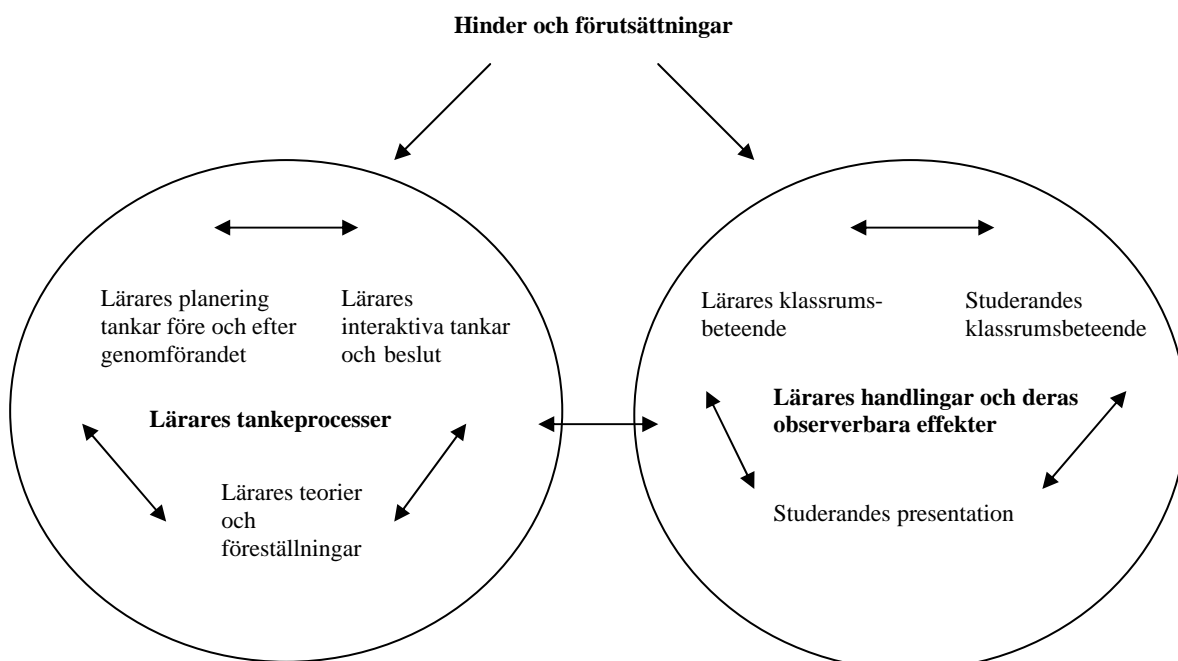 Hinder och förutsättningar
Lärares planering
tankar före och efter
genomförandet
Lärares
interaktiva tankar
och beslut
Lärares tankeprocesser
Lärares teorier
och
föreställningar
Lärares klassrums-
beteende
Studerandes
klassrumsbeteende
Lärares handlingar och deras
observerbara effekter
Studerandes presentation